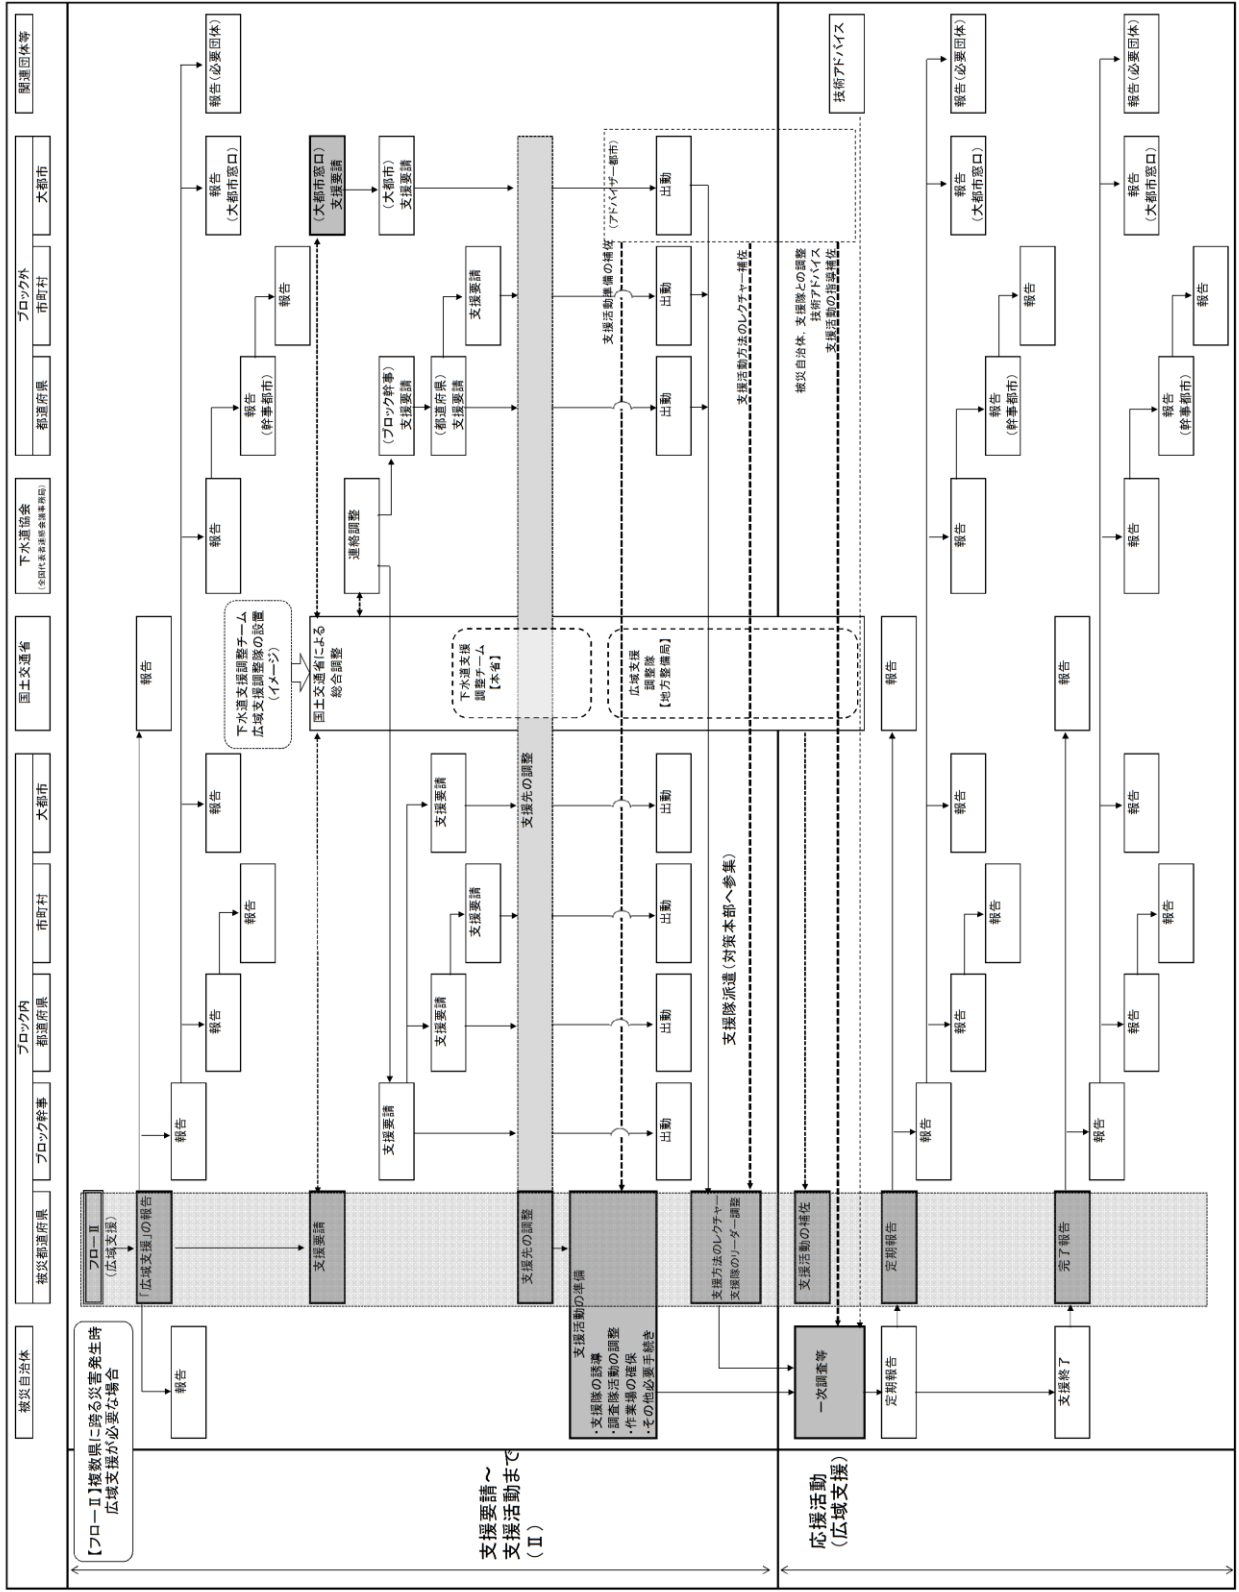 【フローⅡ】複数県に跨る災害発生時
広域支援が必要な場合
支援要請～
支援活動まで
(Ⅱ)
応援活動
(広域支援)
被災自治体
被災都道府県
ブロック内
ブロック幹事
都道府県
市町村
大都市
国土交通省
下水道協会
(全国代表者連絡会議事務局)
ブロック外
都道府県
市町村
大都市
関連団体等
フローⅡ
(広域支援)
「広域支援」の報告
報告
報告
報告
報告
報告
報告
報告
報告
報告
(幹事都市)
報告
報告
(大都市窓口)
報告(必要団体)
下水道支援調整チーム
広域支援調整隊の設置
(イメージ)
支援要請
国土交通省による
総合調整
(大都市窓口)
支援要請
連絡調整
支援要請
(ブロック幹事)
支援要請
(大都市)
支援要請
支援要請
支援要請
(都道府県)
支援要請
支援要請
支援要請
下水道支援
調整チーム
【本省】
支援先の調整
支援先の調整
支援活動の準備
・支援隊の誘導
・調査隊活動の調整
・作業場の確保
・その他必要手続き
広域支援
調整隊
【地方整備局】
支援活動準備の補佐
(アドバイザー都市)
出動
出動
出動
出動
出動
出動
出動
支援方法のレクチャー
支援隊のリーダー調整
支援隊派遣(対策本部へ参集)
支援活動方法のレクチャー補佐
一次調査等
支援活動の補佐
被災自治体、支援隊との調整
技術アドバイス
支援活動の指導補佐
技術アドバイス
定期報告
定期報告
報告
報告
報告
報告
報告
報告
報告
(幹事都市)
報告
報告
(大都市窓口)
報告(必要団体)
支援終了
完了報告
報告
報告
報告
報告
報告
報告
報告
(幹事都市)
報告
報告
(大都市窓口)
報告(必要団体)